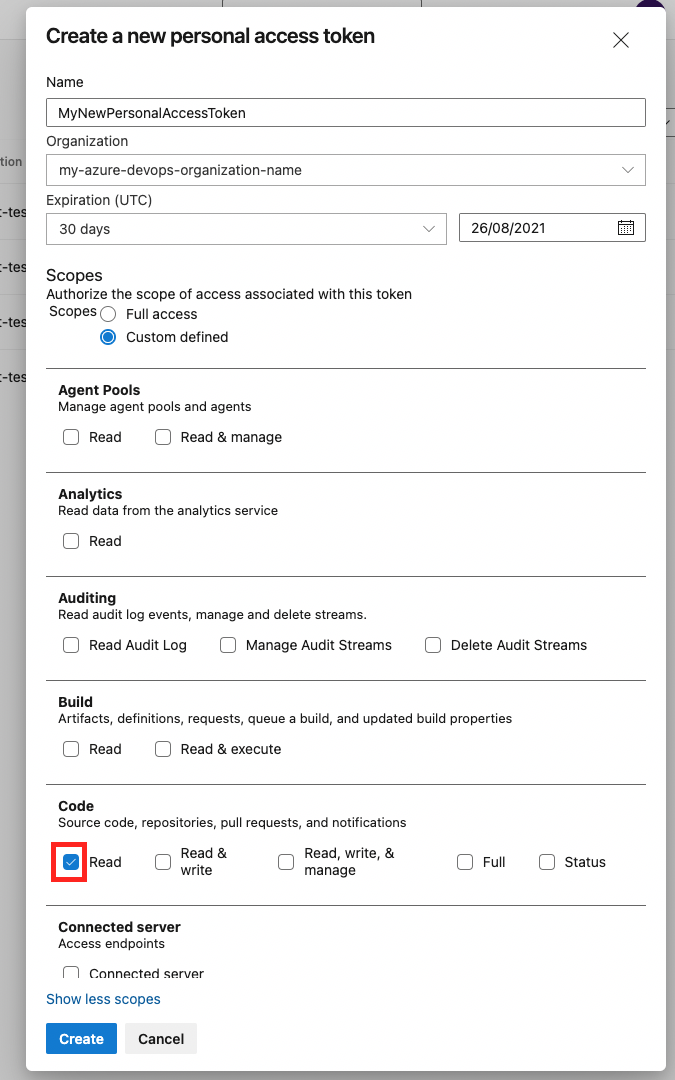 Create a new personal access token
Name
MyNewPersonalAccessToken
Organization
my-azure-devops-organization-name
Expiration (UTC)
30 days
26/08/2021
Scopes
Authorize the scope of access associated with this token
Scopes
Full access
Custom defined
Agent Pools
Manage agent pools and agents
Read
Read & manage
Analytics
Read data from the analytics service
Read
Auditing
Read audit log events, manage and delete streams.
Read Audit Log
Manage Audit Streams
Delete Audit Streams
Build
Artifacts, definitions, requests, queue a build, and updated build properties
Read
Read & execute
Code
Source code, repositories, pull requests, and notifications
Read
Read &
write
Read, write, &
manage
Full
Status
Connected server
Access endpoints
Connected server
Show less scopes
Create
Cancel
tion
t-tes
t-tes
t-tes
t-tes